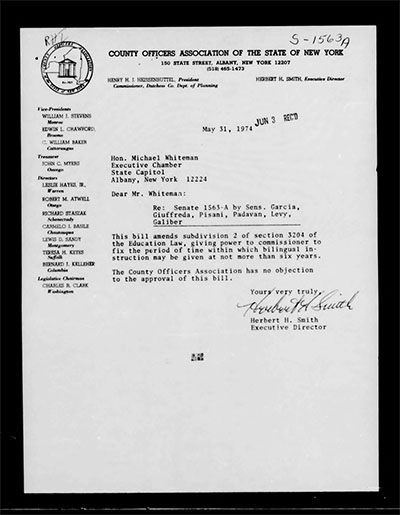 RHI
S-1563A
COUNTY OFFICERS ASSOCIATION OF THE STATE OF NEW YORK
150 STATE STREET, ALBANY, NEW YORK 12207
(518) 465-1473
HENRY H. I. HEISSENBUTTEL, President
Commissioner, Dutchess Co. Dept. of Planning
HERBERT H. SMITH, Executive Director
JUN 3 REC'D
May 31, 1974
Vice-Presidents
WILLIAM J. STEVENS
Monroe
EDWIN L. CRAWFORD,
Broome
C. WILLIAM BAKER
Cattaraugus
Treasurer
JOHN C. MYERS
Oswego
Directors
LESLIE HAYES, JR.
Warren
ROBERT M. ATWELL
Otsego
RICHARD STASZAK
Schenectady
CARMELO I. BASILE
Chautauqua
LEWIS D. SANDY
Montgomery
TERESA H. KEYES
Suffolk
BERNARD I. KELLEHER
Columbia
Legislative Chairman
CHARLES B. CLARK
Washington
Hon. Michael Whiteman
Executive Chamber
State Capitol
Albany, New York 12224
Dear Mr. Whiteman:
Re: Senate 1563-A by Sens. Garcia,
Giuffreda, Pisani, Padavan, Levy,
Galiber
This bill amends subdivision 2 of section 3204 of
the Education Law, giving power to commissioner to
fix the period of time within which bilingual in-
struction may be given at not more than six years.
The County Officers Association has no objection
to the approval of this bill.
Yours very truly,
Herbert H Smith
Herbert H. Smith
Executive Director